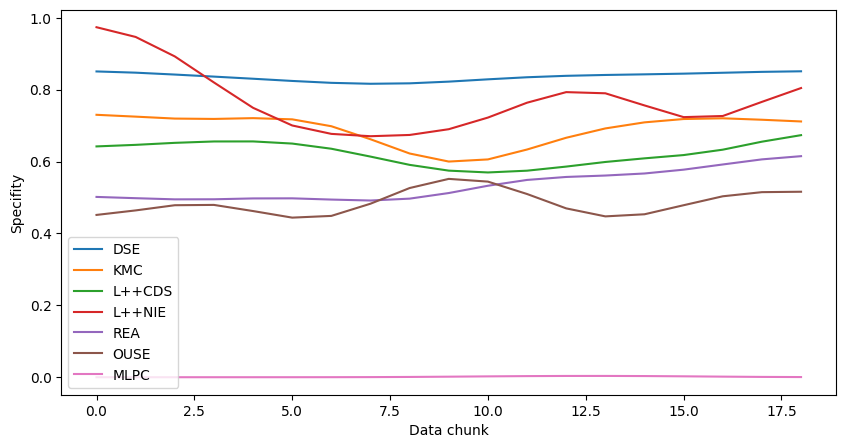 1.0
0.8
0.6
0.4
0.2
0.0
Specifity
DSE
KMC
L++CDS
L++NIE
REA
OUSE
MLPC
0.0 2.5 5.0 7.5 10.0 12.5 15.0 17.5
Data chunk